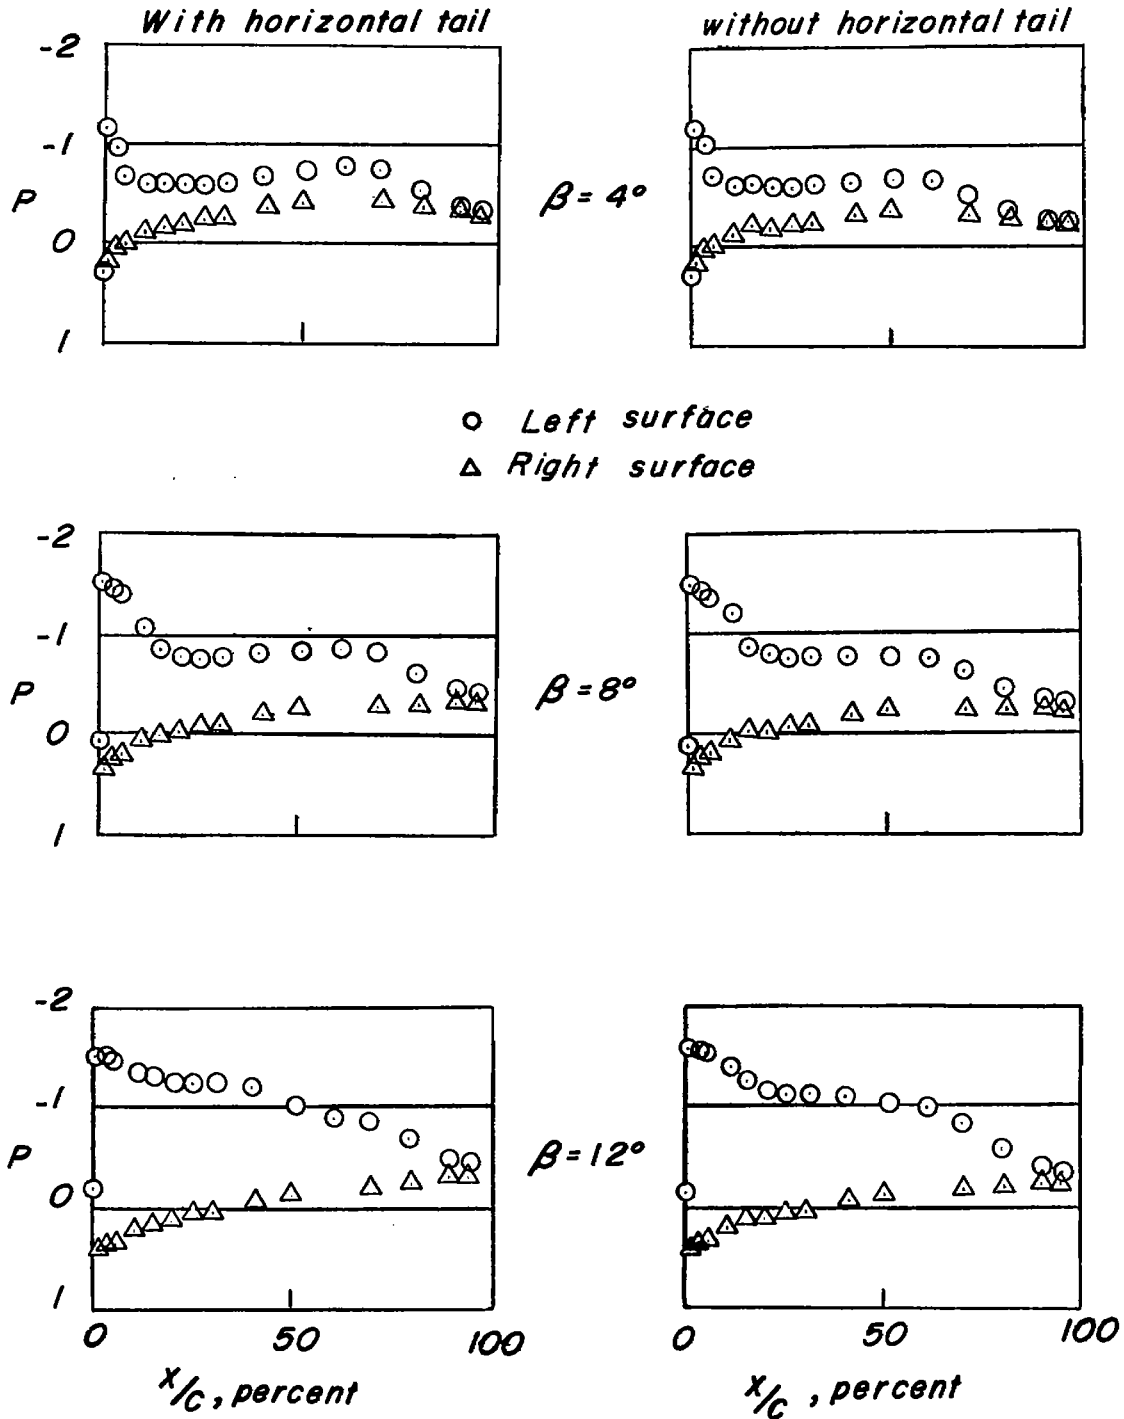 With horizontal tail
without horizontal tail
-2
-1
P
0
1
β = 4°
Left surface
Right surface
-2
-1
P
0
1
β = 8°
-2
-1
P
0
1
β = 12°
0 50 100
0 50 100
x/c, percent
x/c, percent